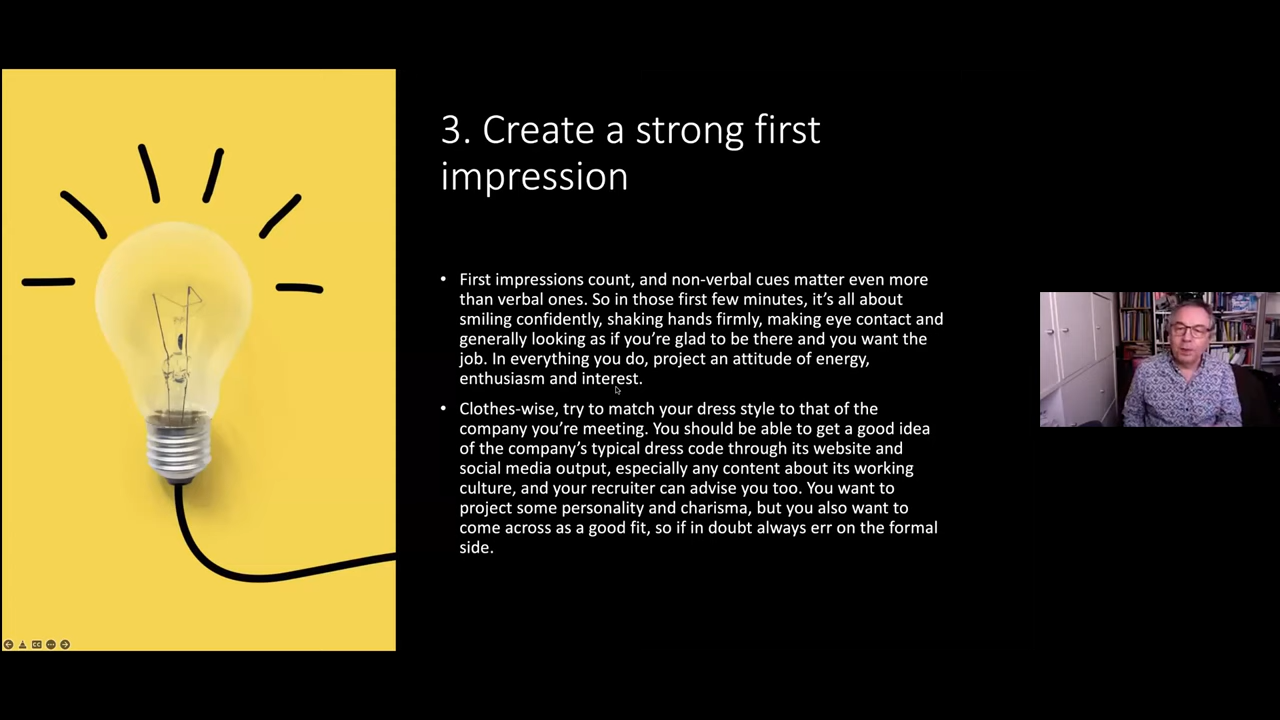 3. Create a strong first
impression
• First impressions count, and non-verbal cues matter even more
than verbal ones. So in those first few minutes, it’s all about
smiling confidently, shaking hands firmly, making eye contact and
generally looking as if you’re glad to be there and you want the
job. In everything you do, project an attitude of energy,
enthusiasm and interest.
• Clothes-wise, try to match your dress style to that of the
company you’re meeting. You should be able to get a good idea
of the company’s typical dress code through its website and
social media output, especially any content about its working
culture, and your recruiter can advise you too. You want to
project some personality and charisma, but you also want to
come across as a good fit, so if in doubt always err on the formal
side.